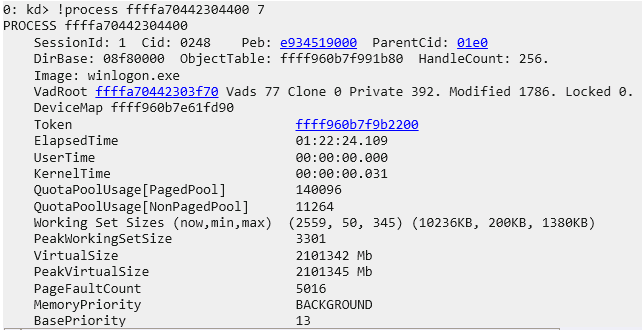 0: kd> !process ffffa70442304400 7
PROCESS ffffa70442304400
SessionId: 1 Cid: 0248 Peb: e934519000 ParentCid: 01e0
DirBase: 08f80000 ObjectTable: ffff960b7f991b80 HandleCount: 256.
Image: winlogon.exe
VadRoot ffffa70442303f70 Vads 77 Clone 0 Private 392. Modified 1786. Locked 0.
DeviceMap ffff960b7e61fd90
Token ffff960b7f9b2200
ElapsedTime 01:22:24.109
UserTime 00:00:00.000
KernelTime 00:00:00.031
QuotaPoolUsage[PagedPool] 140096
QuotaPoolUsage[NonPagedPool] 11264
Working Set Sizes (now,min,max) (2559, 50, 345) (10236KB, 200KB, 1380KB)
PeakWorkingSetSize 3301
VirtualSize 2101342 Mb
PeakVirtualSize 2101345 Mb
PageFaultCount 5016
MemoryPriority BACKGROUND
BasePriority 13